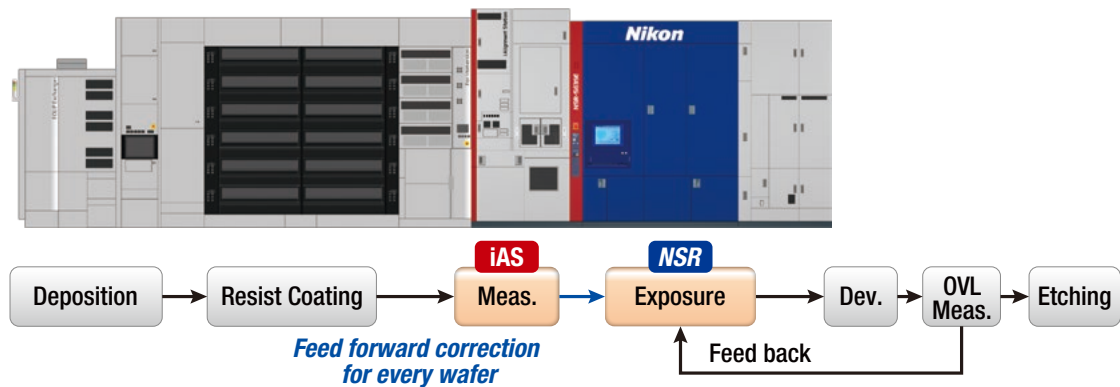 Nikon
iAS
NSR
Deposition
Resist Coating
Meas.
Exposure
Dev.
OVL
Meas.
Etching
Feed forward correction
for every wafer
Feed back